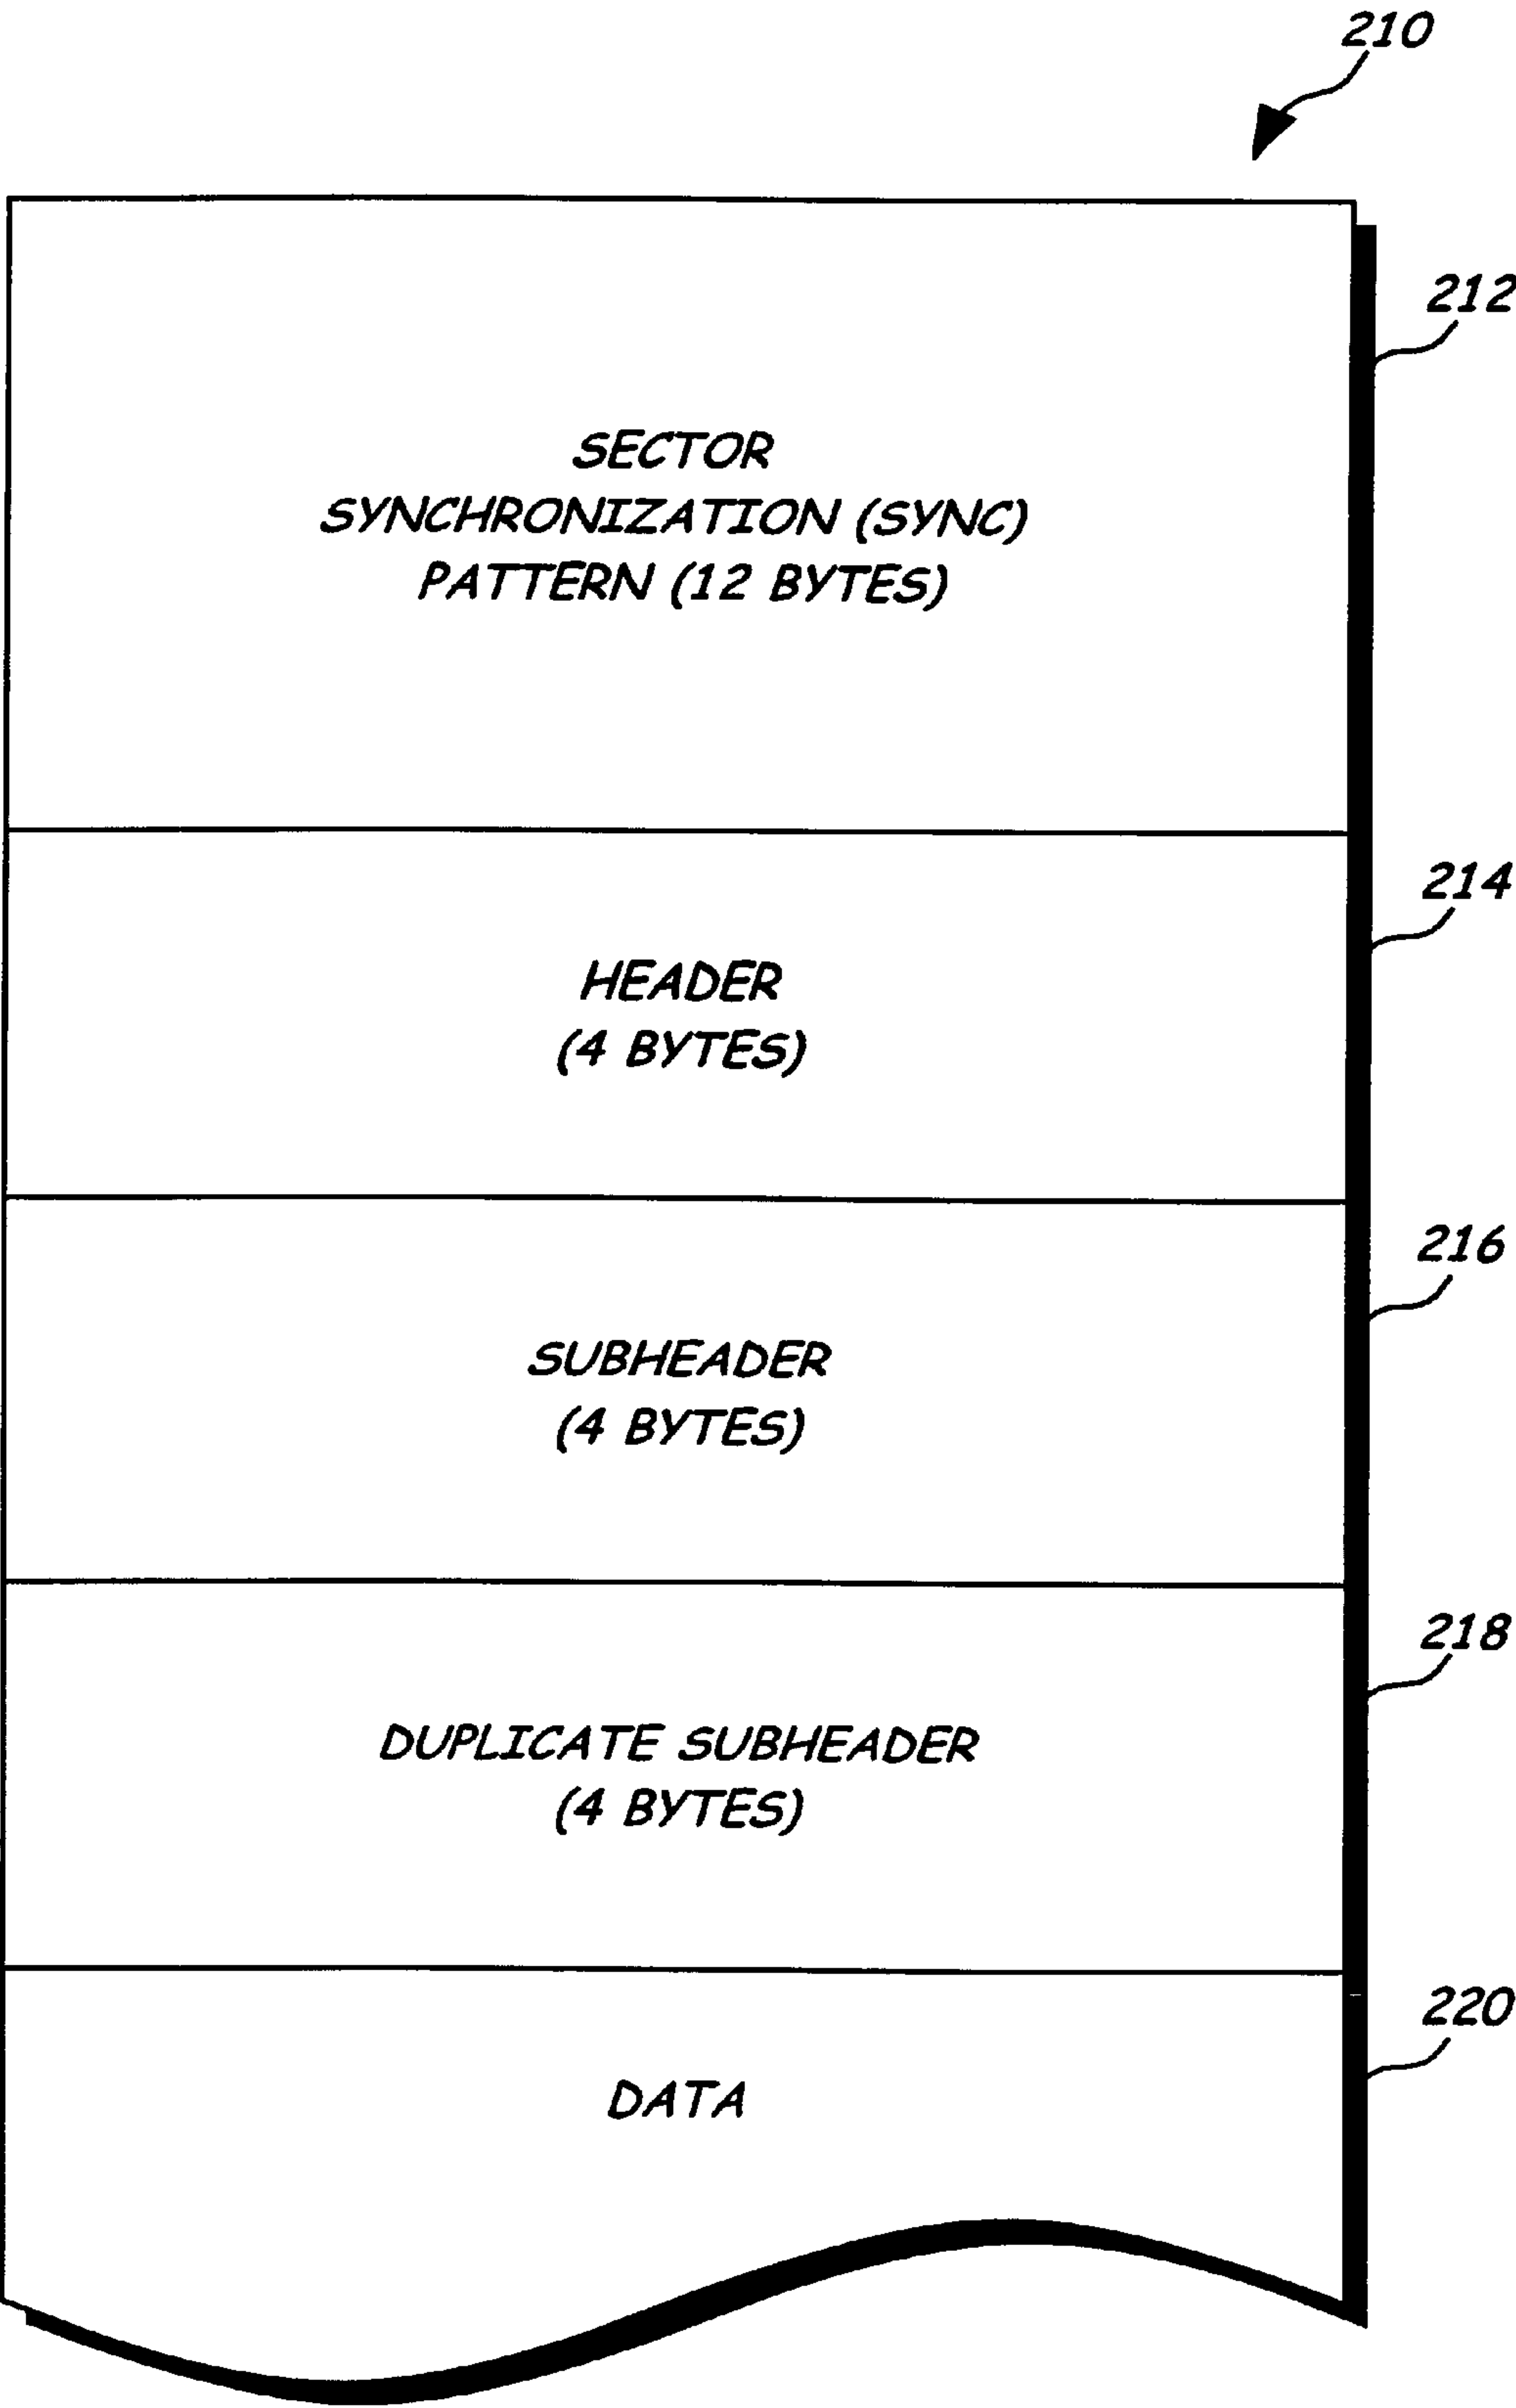 210
212
SECTOR
SYNCHRONIZATION (SYNC)
PATTERN (12 BYTES)
214
HEADER
(4 BYTES)
216
SUBHEADER
(4 BYTES)
218
DUPLICATE SUBHEADER
(4 BYTES)
220
DATA